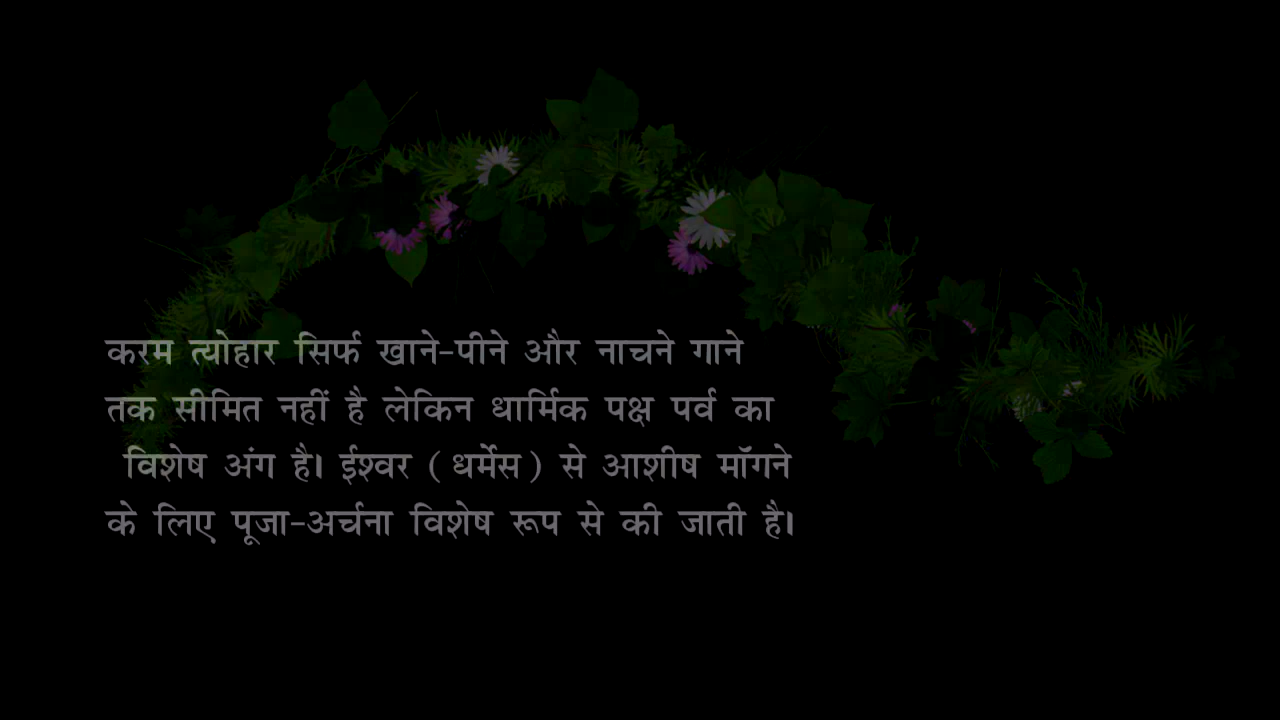 करम त्योहार सिर्फ खाने-पीने और नाचने गाने
तक सीमित नहीं है लेकिन धार्मिक पक्ष पर्व का
विशेष अंग है। ईश्वर (धर्मेस) से आशीष मॉगने
के लिए पूजा-अर्चना विशेष रूप से की जाती है।